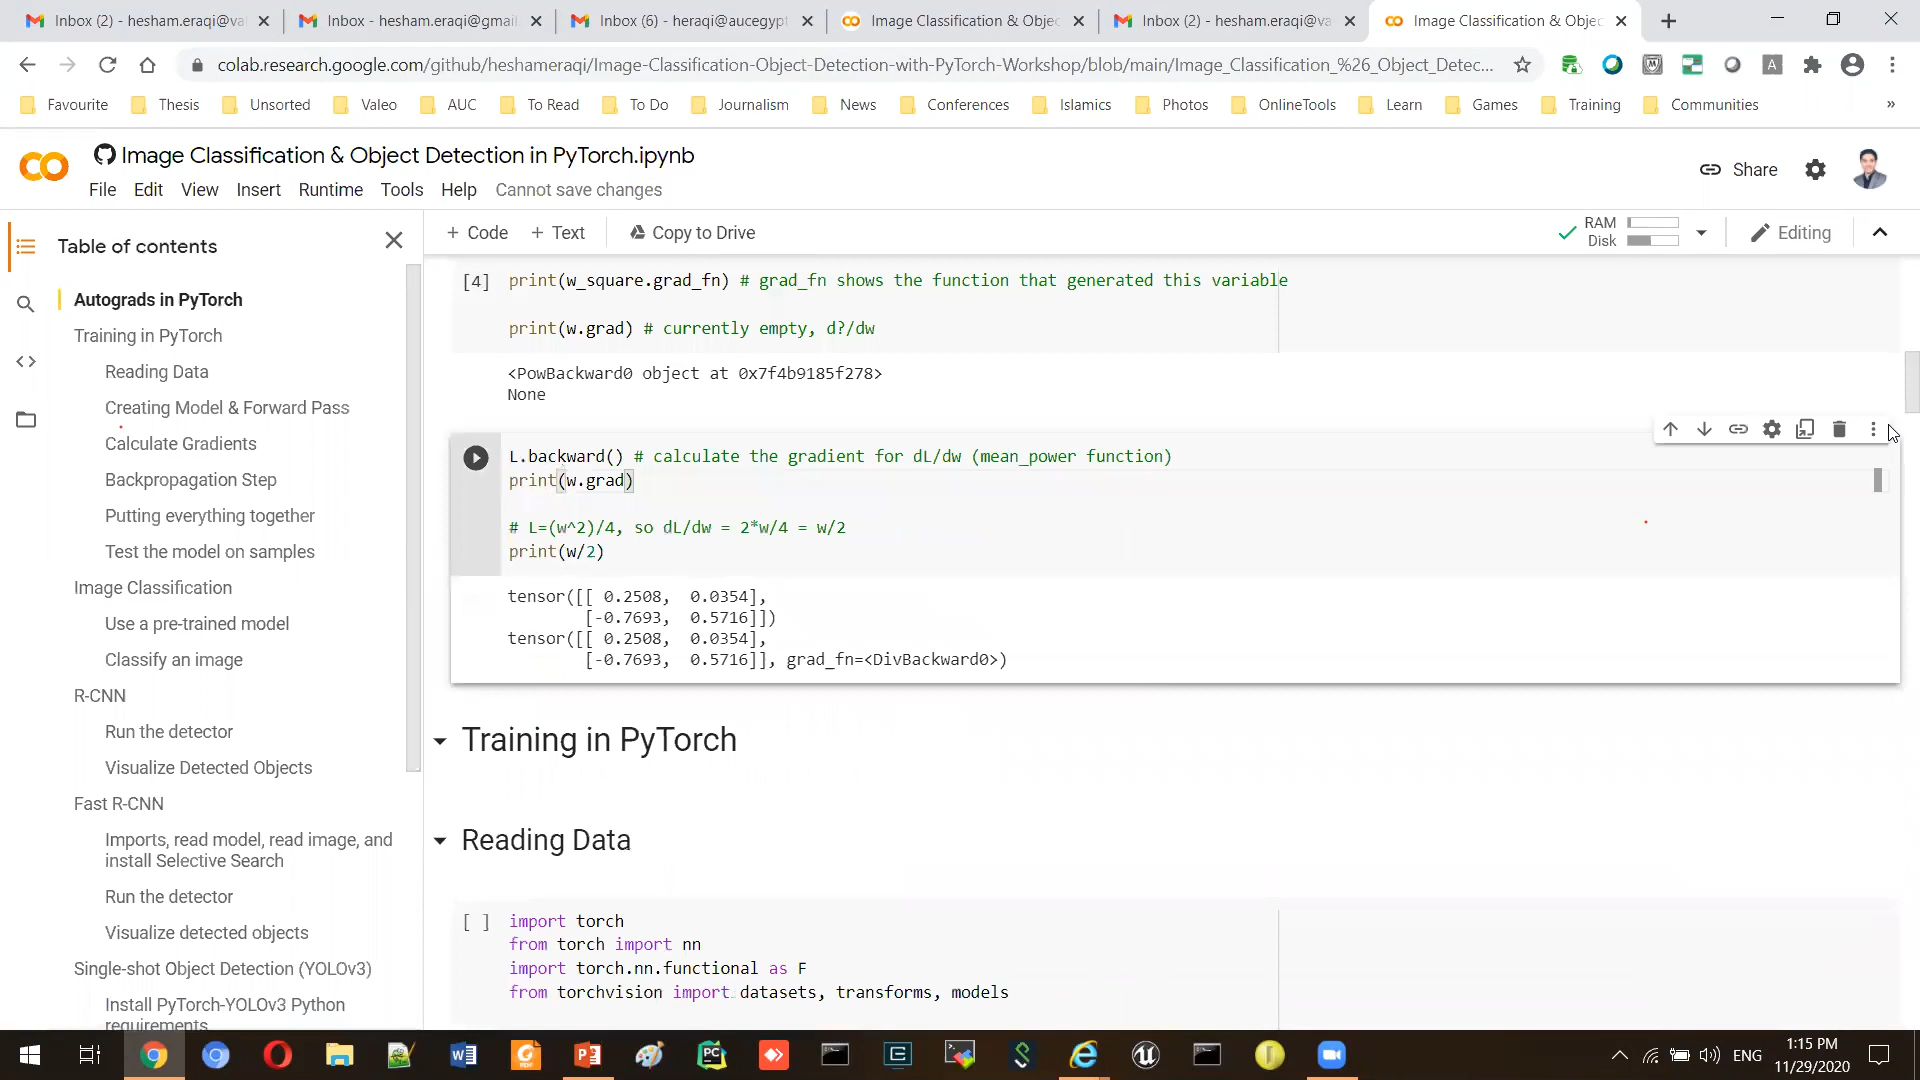 Inbox (2) - hesham.eraqi@va
Inbox - hesham.eraqi@gmai
Inbox (6) - heraqi@aucegypt
Image Classification & Objec
Inbox (2) - hesham.eraqi@va
Image Classification & Objec
colab.research.google.com/github/heshameraqi/Image-Classification-Object-Detection-with-PyTorch-Workshop/blob/main/Image_Classification_%26_Object_Detec...
Favourite
Thesis
Unsorted
Valeo
AUC
To Read
To Do
Journalism
News
Conferences
Islamics
Photos
OnlineTools
Learn
Games
Training
Communities
»
Image Classification & Object Detection in PyTorch.ipynb
File Edit View Insert Runtime Tools Help Cannot save changes
Share
+ Code + Text Copy to Drive
RAM
Disk
Editing
Table of contents
Autograds in PyTorch
Training in PyTorch
Reading Data
Creating Model & Forward Pass
Calculate Gradients
Backpropagation Step
Putting everything together
Test the model on samples
Image Classification
Use a pre-trained model
Classify an image
R-CNN
Run the detector
Visualize Detected Objects
Fast R-CNN
Imports, read model, read image, and
install Selective Search
Run the detector
Visualize detected objects
Single-shot Object Detection (YOLOv3)
Install PyTorch-YOLOv3 Python
requirements
[4] print(w_square.grad_fn) # grad_fn shows the function that generated this variable
print(w.grad) # currently empty, d?/dw
<PowBackward0 object at 0x7f4b9185f278>
None
L.backward() # calculate the gradient for dL/dw (mean_power function)
print(w.grad)
# L=(w^2)/4, so dL/dw = 2*w/4 = w/2
print(w/2)
tensor([[ 0.2508,  0.0354],
[-0.7693,  0.5716]])
tensor([[ 0.2508,  0.0354],
[-0.7693,  0.5716]], grad_fn=<DivBackward0>)
Training in PyTorch
Reading Data
[ ] import torch
from torch import nn
import torch.nn.functional as F
from torchvision import datasets, transforms, models
ENG
1:15 PM
11/29/2020